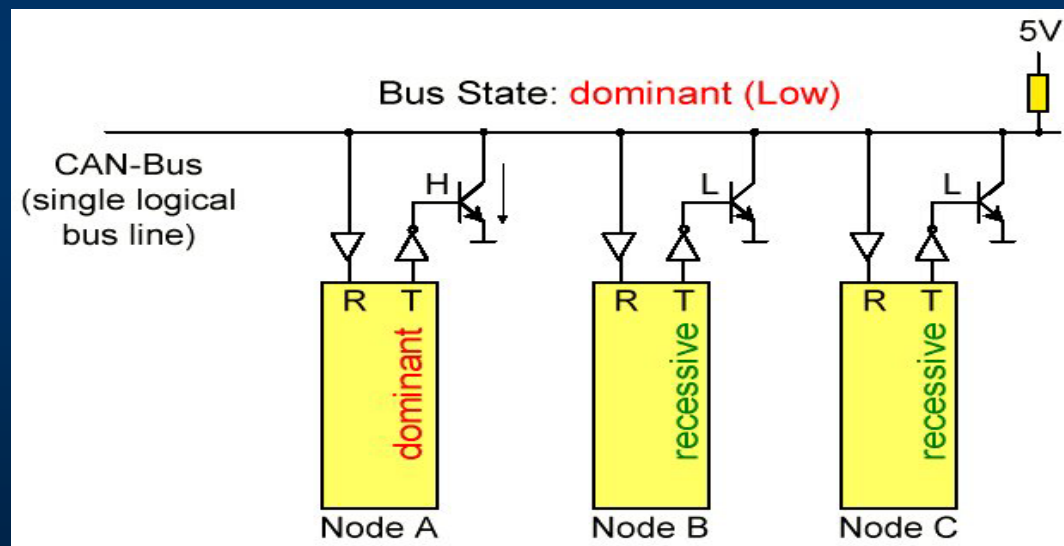 5V
Bus State: dominant (Low)
CAN-Bus
(single logical
bus line)
H
L
L
R T
R T
R T
dominant
recessive
recessive
Node A
Node B
Node C